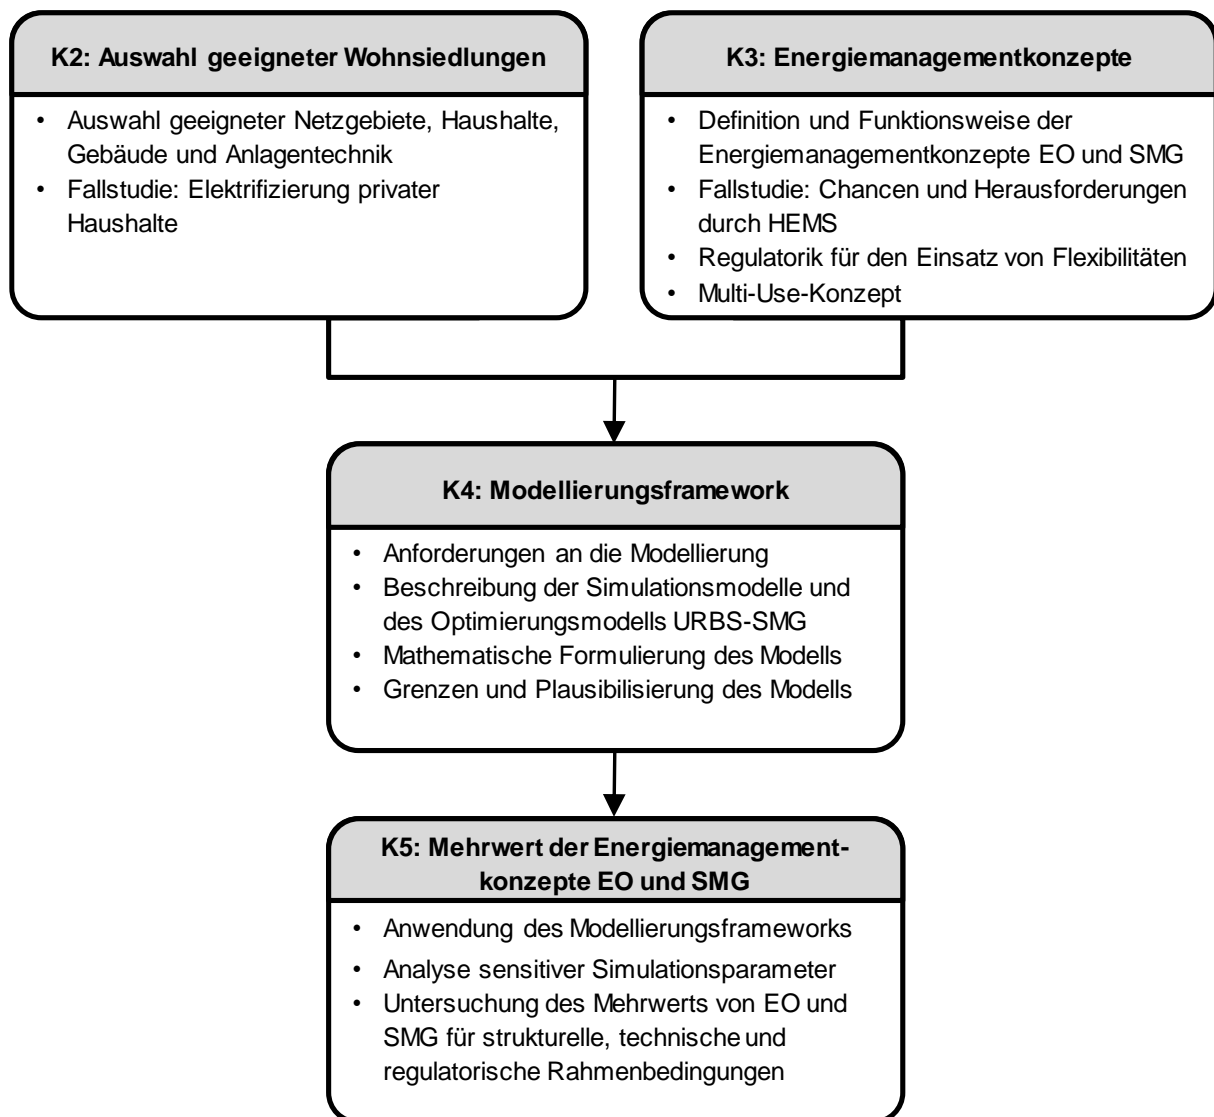 K2: Auswahl geeigneter Wohnsiedlungen
• Auswahl geeigneter Netzgebiete, Haushalte,
Gebäude und Anlagentechnik
• Fallstudie: Elektrifizierung privater
Haushalte
K3: Energiemanagementkonzepte
• Definition und Funktionsweise der
Energiemanagementkonzepte EO und SMG
• Fallstudie: Chancen und Herausforderungen
durch HEMS
• Regulatorik für den Einsatz von Flexibilitäten
• Multi-Use-Konzept
K4: Modellierungsframework
• Anforderungen an die Modellierung
• Beschreibung der Simulationsmodelle und
des Optimierungsmodells URBS-SMG
• Mathematische Formulierung des Modells
• Grenzen und Plausibilisierung des Modells
K5: Mehrwert der Energiemanagement-
konzepte EO und SMG
• Anwendung des Modellierungsframeworks
• Analyse sensitiver Simulationsparameter
• Untersuchung des Mehrwerts von EO und
SMG für strukturelle, technische und
regulatorische Rahmenbedingungen